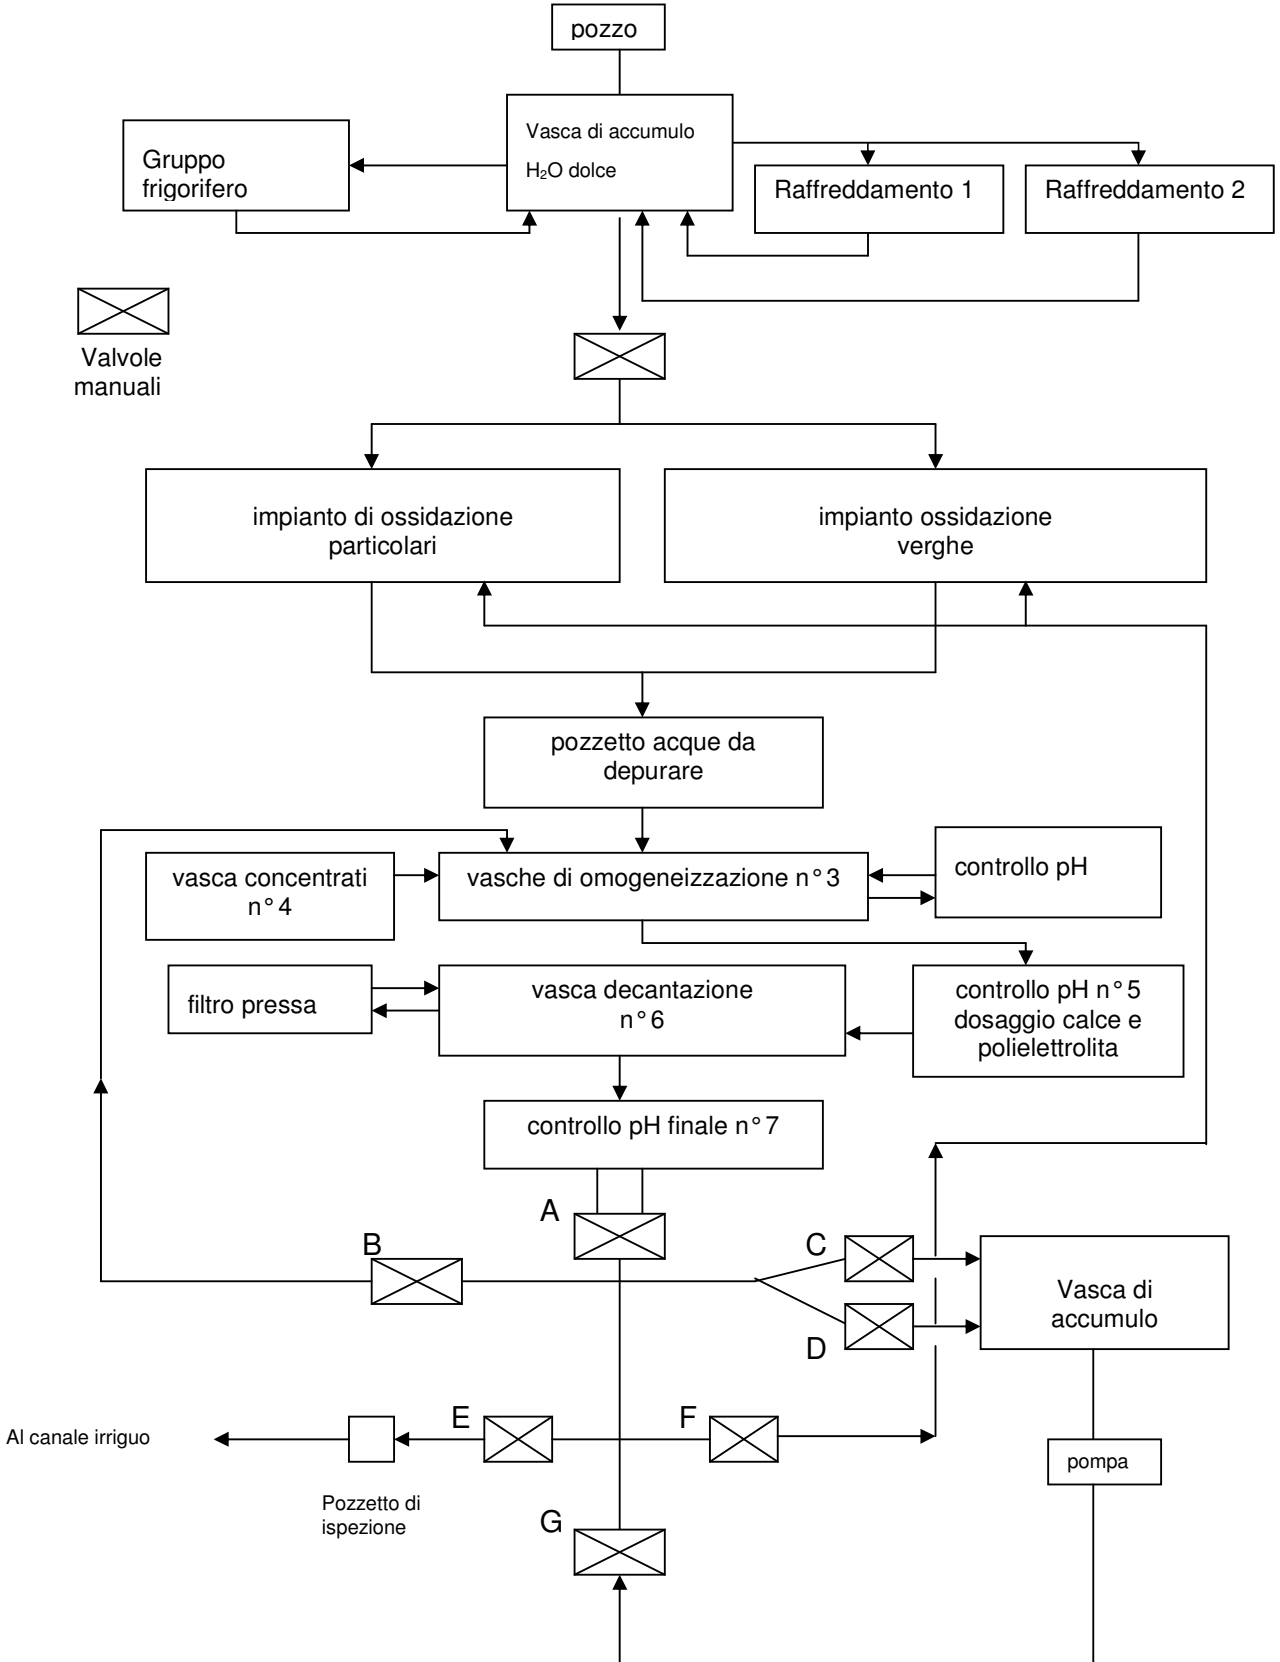 pozzo
Vasca di accumulo
H₂O dolce
Gruppo
frigorifero
Raffreddamento 1
Raffreddamento 2
Valvole
manuali
impianto di ossidazione
particolari
impianto ossidazione
verghe
pozzetto acque da
depurare
vasca concentrati
n°4
vasche di omogeneizzazione n°3
controllo pH
filtro pressa
vasca decantazione
n°6
controllo pH n°5
dosaggio calce e
polielettrolita
controllo pH finale n°7
A
B
C
D
Vasca di
accumulo
Al canale irriguo
E
F
pompa
Pozzetto di
ispezione
G